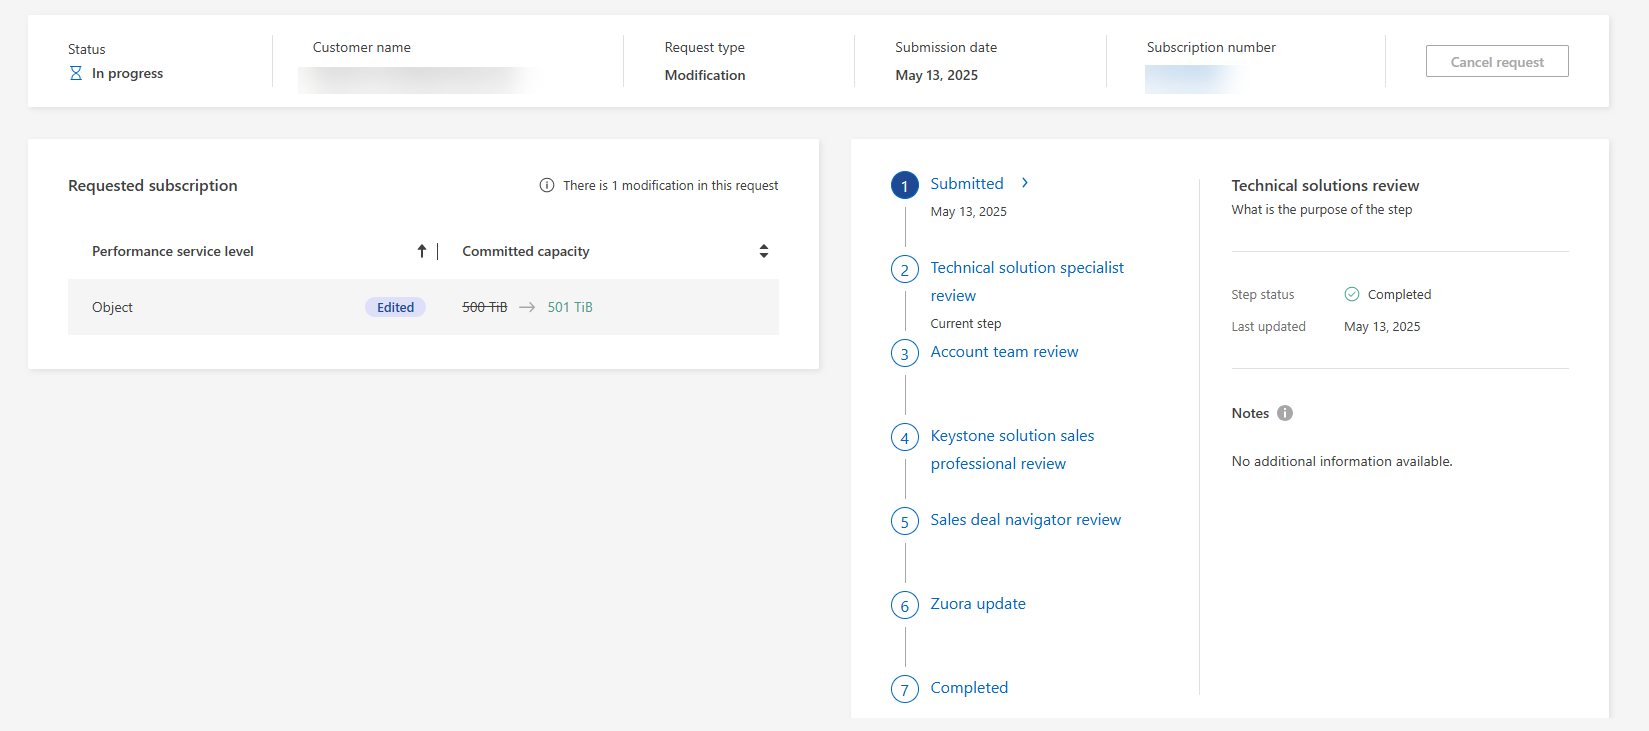 Status
In progress
Customer name
Request type
Modification
Submission date
May 13, 2025
Subscription number
Cancel request
Requested subscription
There is 1 modification in this request
Performance service level
Committed capacity
Object
Edited
500 TiB → 501 TiB
1
Submitted
May 13, 2025
2
Technical solution specialist
review
Current step
3
Account team review
4
Keystone solution sales
professional review
5
Sales deal navigator review
6
Zuora update
7
Completed
Technical solutions review
What is the purpose of the step
Step status
Completed
Last updated
May 13, 2025
Notes
No additional information available.